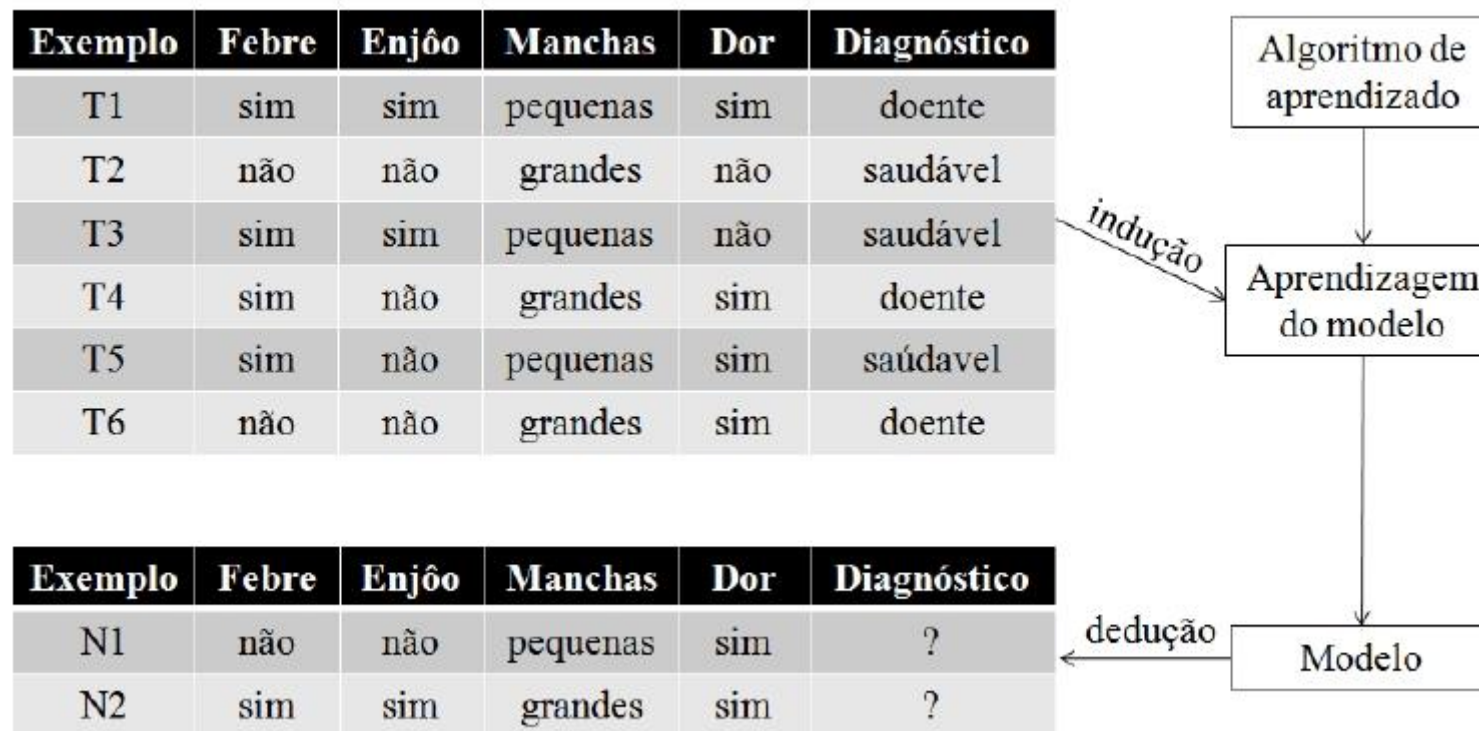 Exemplo Febre Enjôo Manchas Dor Diagnóstico
T1 sim sim pequenas sim doente
T2 não não grandes não saudável
T3 sim sim pequenas não saudável
T4 sim não grandes sim doente
T5 sim não pequenas sim saúdavel
T6 não não grandes sim doente
Algoritmo de
aprendizado
indução
Aprendizagem
do modelo
Exemplo Febre Enjôo Manchas Dor Diagnóstico
N1 não não pequenas sim ?
N2 sim sim grandes sim ?
dedução
Modelo